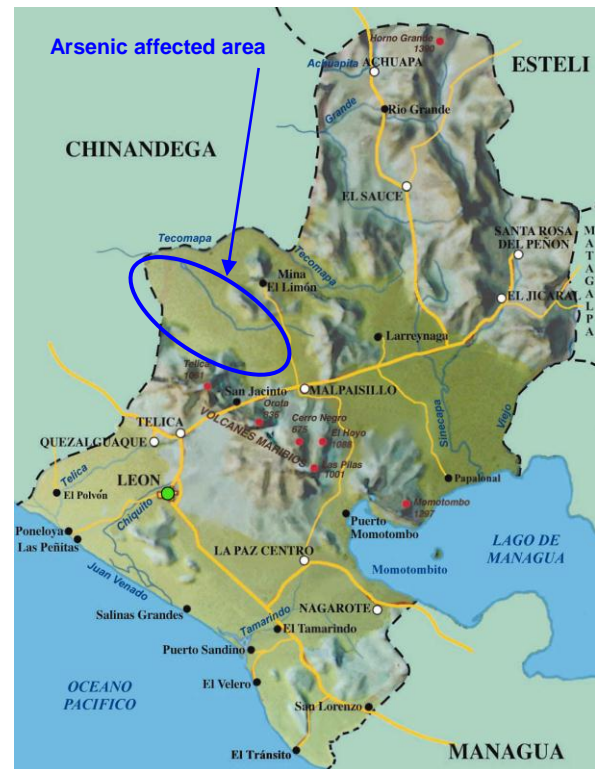 Arsenic affected area
Horno Grande
1390
Achuapita
ACHUAPA
ESTELI
Grande
Rio Grande
CHINANDEGA
EL SAUCE
Tecomapa
SANTA ROSA
DEL PEÑON
MATAGALPA
Tecomapa
Mina
El Limón
EL JICARAL
Larreynaga
Telica
1061
San Jacinto
MALPAISILLO
Orota
836
Sinecapa
Viejo
TELICA
VOLCANES MARIBIOS
Cerro Negro
675
El Hoyo
1088
QUEZALGUAQUE
Las Pilas
1001
Telica
LEON
Papalonal
El Polvón
Momotombo
1297
Chiquito
Poneloya
Las Peñitas
Puerto
Momotombo
LAGO DE
MANAGUA
LA PAZ CENTRO
Juan Venado
Momotombito
Salinas Grandes
NAGAROTE
Tamarindo
El Tamarindo
Puerto Sandino
OCEANO
PACIFICO
El Velero
San Lorenzo
El Tránsito
MANAGUA